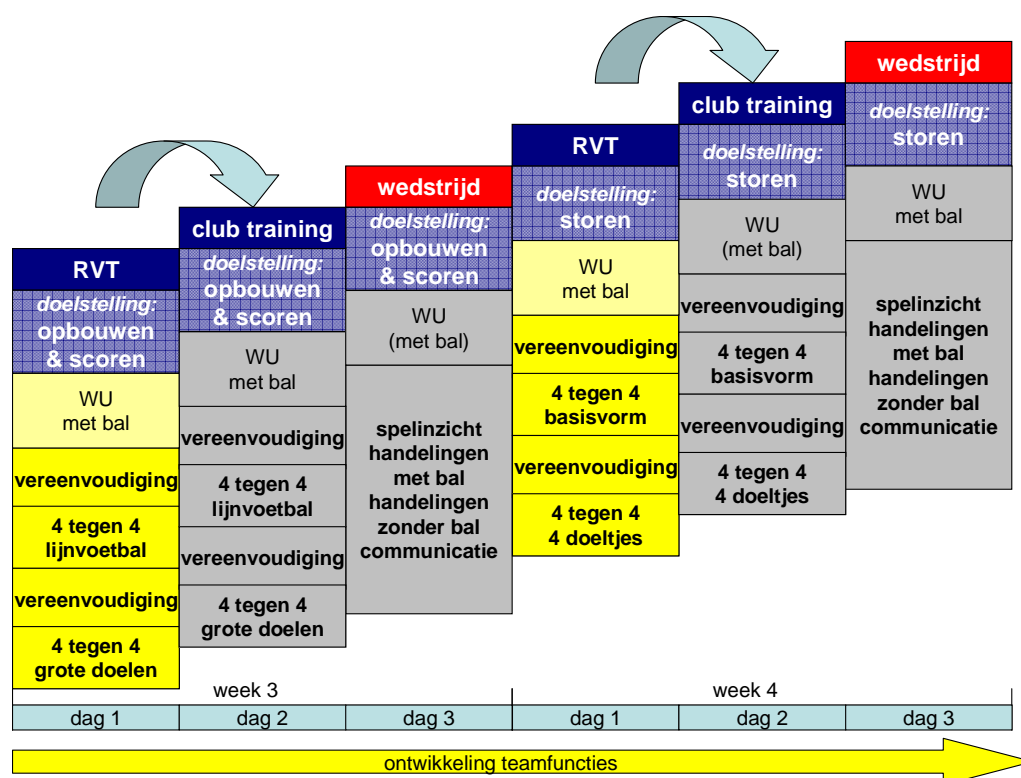 RVT
doelstelling:
opbouwen
& scoren
WU
met bal
vereenvoudiging
4 tegen 4
lijnvoetbal
vereenvoudiging
4 tegen 4
grote doelen
club training
doelstelling:
opbouwen
& scoren
WU
met bal
vereenvoudiging
4 tegen 4
lijnvoetbal
vereenvoudiging
4 tegen 4
grote doelen
wedstrijd
doelstelling:
opbouwen
& scoren
WU
(met bal)
spelinzicht
handelingen
met bal
handelingen
zonder bal
communicatie
RVT
doelstelling:
storen
WU
met bal
vereenvoudiging
4 tegen 4
basisvorm
vereenvoudiging
4 tegen 4
4 doeltjes
club training
doelstelling:
storen
WU
(met bal)
vereenvoudiging
4 tegen 4
basisvorm
vereenvoudiging
4 tegen 4
4 doeltjes
wedstrijd
doelstelling:
storen
WU
met bal
spelinzicht
handelingen
met bal
handelingen
zonder bal
communicatie
week 3
week 4
dag 1
dag 2
dag 3
dag 1
dag 2
dag 3
ontwikkeling teamfuncties